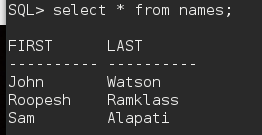 SQL> select * from names;
FIRST      LAST
---------- ----------
John       Watson
Roopesh    Ramklass
Sam        Alapati